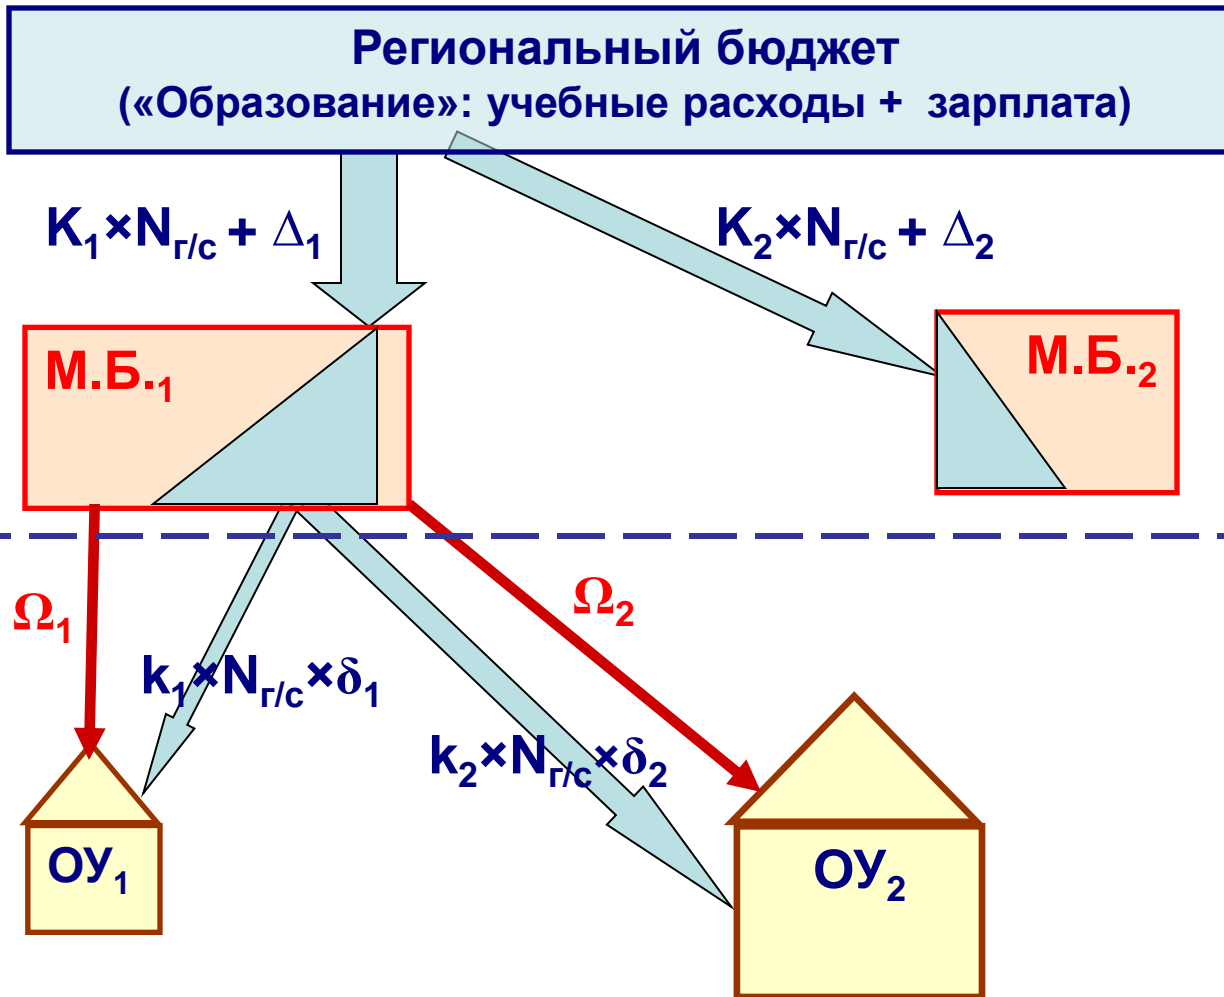 Региональный бюджет
(«Образование»: учебные расходы + зарплата)
K₁×Nг/с + Δ₁
K₂×Nг/с + Δ₂
М.Б.₁
М.Б.₂
Ω₁
Ω₂
k₁×Nг/с×δ₁
k₂×Nг/с×δ₂
ОУ₁
ОУ₂